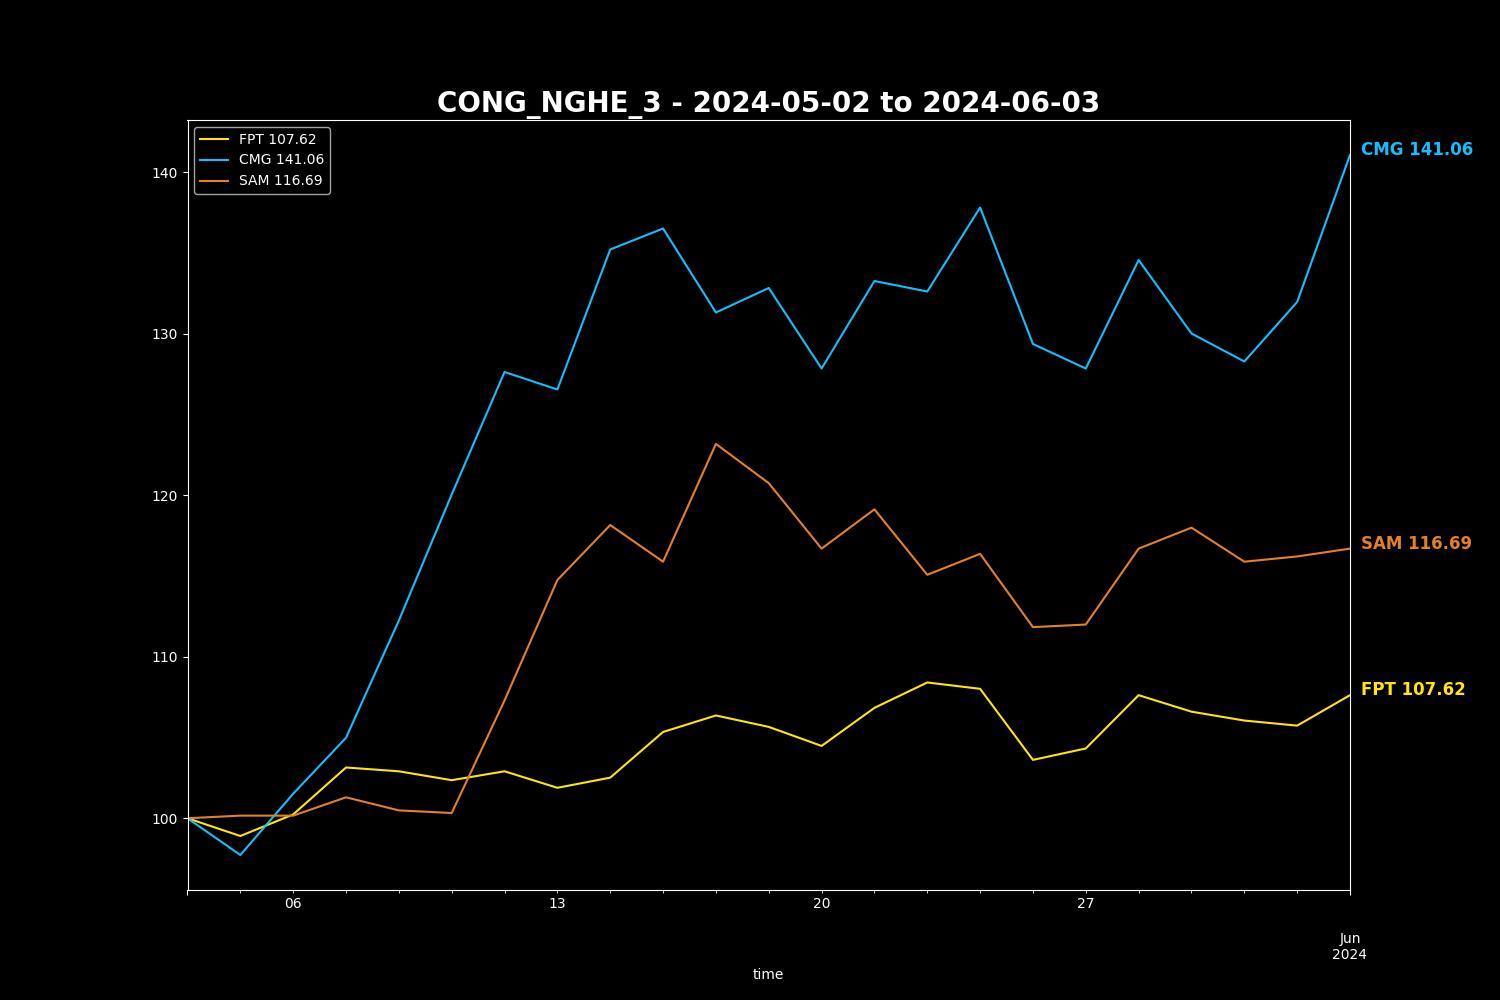 CONG_NGHE_3 - 2024-05-02 to 2024-06-03
FPT 107.62
CMG 141.06
SAM 116.69
CMG 141.06
SAM 116.69
FPT 107.62
140
130
120
110
100
06 13 20 27
Jun
2024
time